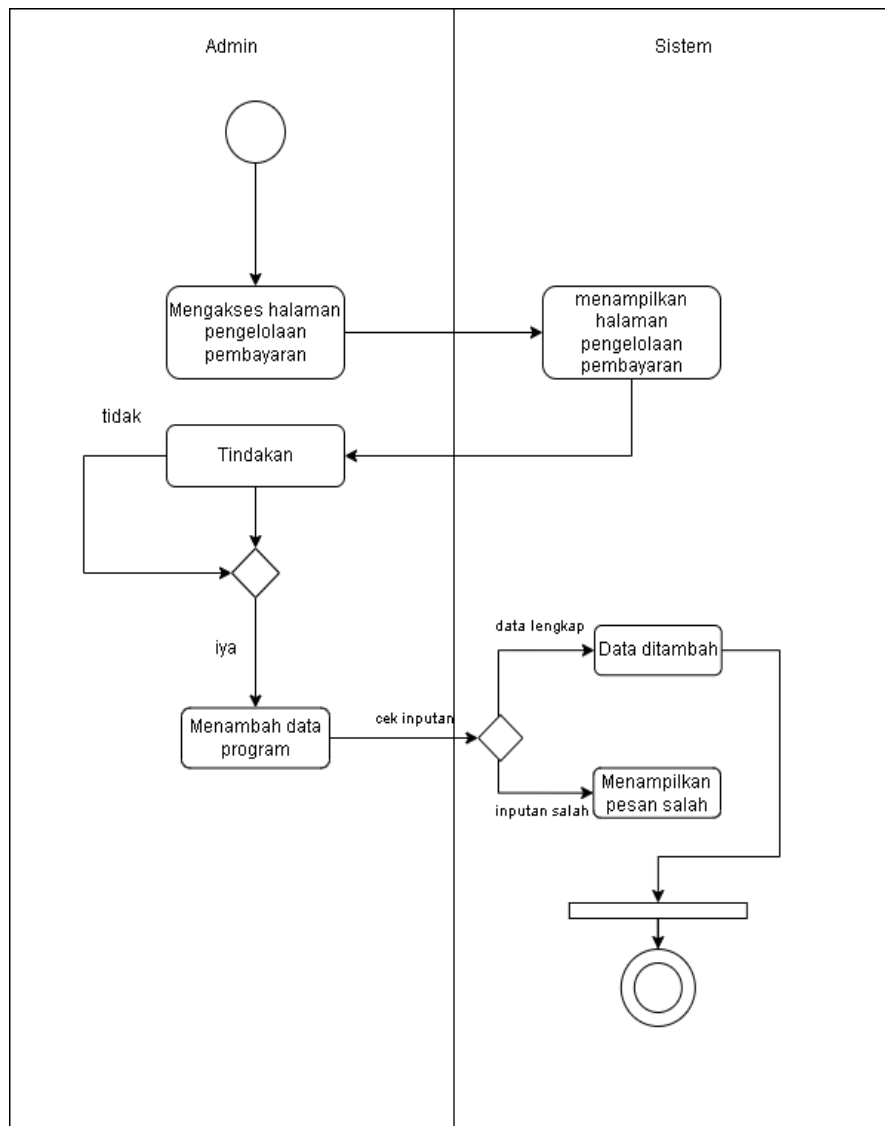 Admin
Sistem
Mengakses halaman
pengelolaan
pembayaran
menampilkan
halaman
pengelolaan
pembayaran
tidak
Tindakan
iya
data lengkap
Data ditambah
cek inputan
Menambah data
program
Menampilkan
pesan salah
inputan salah